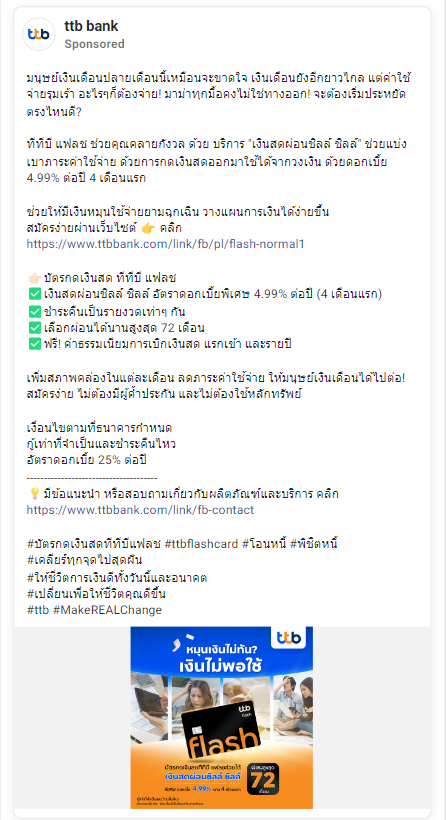 ttb
ttb bank
Sponsored
มนุษย์เงินเดือนปลายเดือนนี้เหมือนจะขาดใจ เงินเดือนยังอีกยาวไกล แต่ค่าใช้
จ่ายรุมเร้า อะไรๆก็ต้องจ่าย! มาม่าทุกมื้อคงไม่ใช่ทางออก! จะต้องเริ่มประหยัด
ตรงไหนดี?
ทีทีบี แฟลช ช่วยคุณคลายกังวล ด้วย บริการ "เงินสดผ่อนชิลล์ ชิลล์" ช่วยแบ่ง
เบาภาระค่าใช้จ่าย ด้วยการกดเงินสดออกมาใช้ได้จากวงเงิน ด้วยดอกเบี้ย
4.99% ต่อปี 4 เดือนแรก
ช่วยให้มีเงินหมุนใช้จ่ายยามฉุกเฉิน วางแผนการเงินได้ง่ายขึ้น
สมัครง่ายผ่านเว็บไซต์ 👉 คลิก
https://www.ttbbank.com/link/fb/pl/flash-normal1
👉🏻บัตรกดเงินสด ทีทีบี แฟลช
✅เงินสดผ่อนชิลล์ ชิลล์ อัตราดอกเบี้ยพิเศษ 4.99% ต่อปี (4 เดือนแรก)
✅ชำระคืนเป็นรายงวดเท่าๆ กัน
✅เลือกผ่อนได้นานสูงสุด 72 เดือน
✅ฟรี! ค่าธรรมเนียมการเบิกเงินสด แรกเข้า และรายปี
เพิ่มสภาพคล่องในแต่ละเดือน ลดภาระค่าใช้จ่าย ให้มนุษย์เงินเดือนได้ไปต่อ!
สมัครง่าย ไม่ต้องมีผู้ค้ำประกัน และไม่ต้องใช้หลักทรัพย์
เงื่อนไขตามที่ธนาคารกำหนด
กู้เท่าที่จำเป็นและชำระคืนไหว
อัตราดอกเบี้ย 25% ต่อปี
--------------------------------------
💡มีข้อแนะนำ หรือสอบถามเกี่ยวกับผลิตภัณฑ์และบริการ คลิก
https://www.ttbbank.com/link/fb-contact
#บัตรกดเงินสดทีทีบีแฟลช #ttbflashcard #โอนหนี้ #พิชิตหนี้
#เคลียร์ทุกจุดไปสุดฝัน
#ให้ชีวิตการเงินดีทั้งวันนี้และอนาคต
#เปลี่ยนเพื่อให้ชีวิตคุณดีขึ้น
#ttb #MakeREALChange
ttb
หมุนเงินไม่ทัน?
เงินไม่พอใช้
ttb
flash
flash
บัตรกดเงินสดทีทีบี แฟลชช่วยได้
เงินสดผ่อนชิลล์ ชิลล์
4.99% นาน 4 เดือนแรก
ผ่อนสูงสุด
72
เดือน